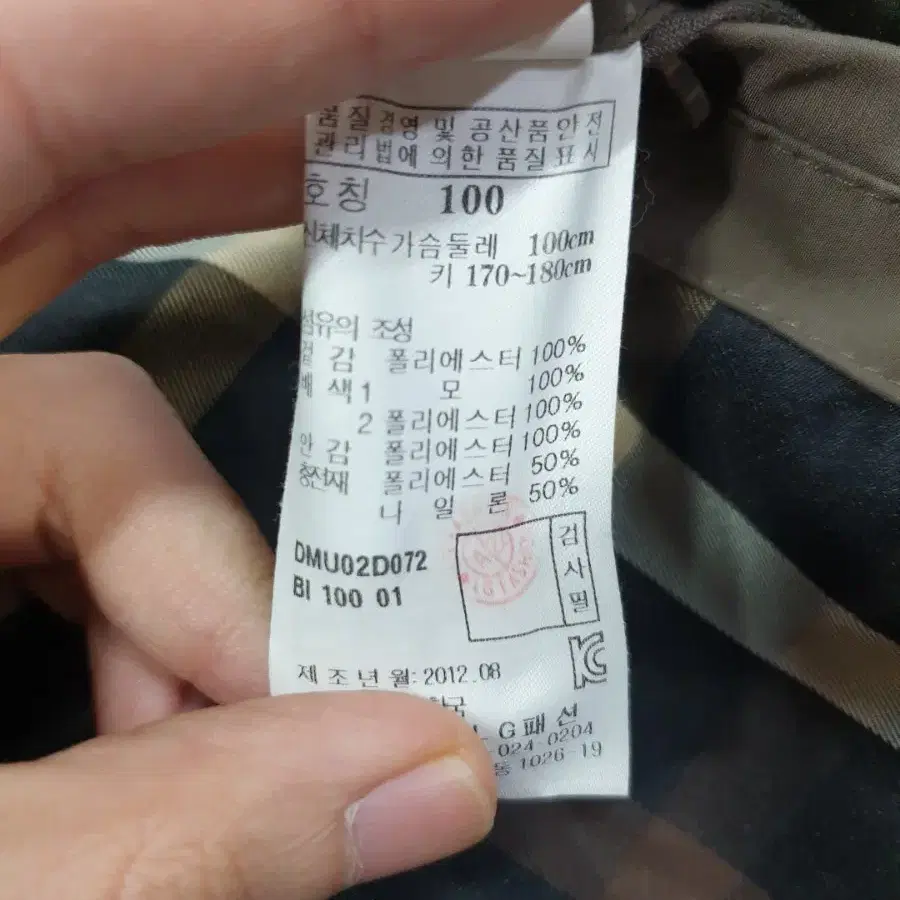 품질경영 및 공산품안전
관리법에 의한 품질표시
호칭 100
신체치수 가슴둘레 100cm
키 170~180cm
섬유의 조성
겉감 폴리에스터 100%
배색1 모 100%
2 폴리에스터 100%
안감 폴리에스터 100%
충전재 폴리에스터 50%
나일론 50%
DMU02D072
BI 100 01
검사필
제조년월: 2012.08
G패션
024-0204
동 1026-19